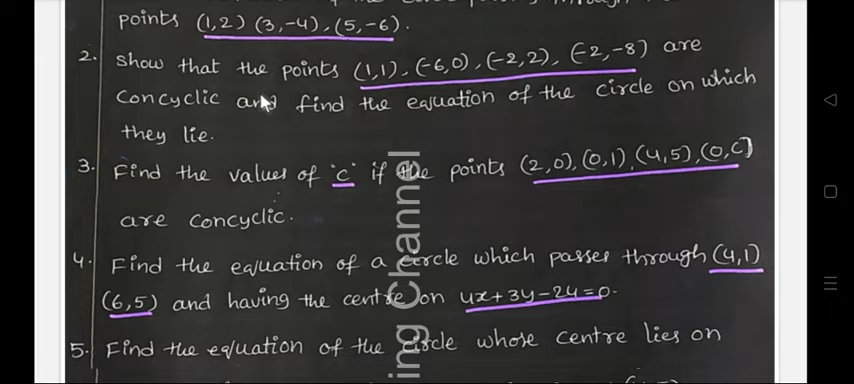 points (1,2) (3,-4), (5,-6).
2. Show that the points (1,1), (-6,0), (-2,2), (-2,-8) are
concyclic and find the equation of the circle on which
they lie.
3. Find the values of 'c' if the points (2,0), (0,1), (4,5), (0,c)
are concyclic.
4. Find the equation of a circle which passes through (4,1)
(6,5) and having the centre on 4x+3y-24=0.
5. Find the equation of the circle whose centre lies on
ing Channel